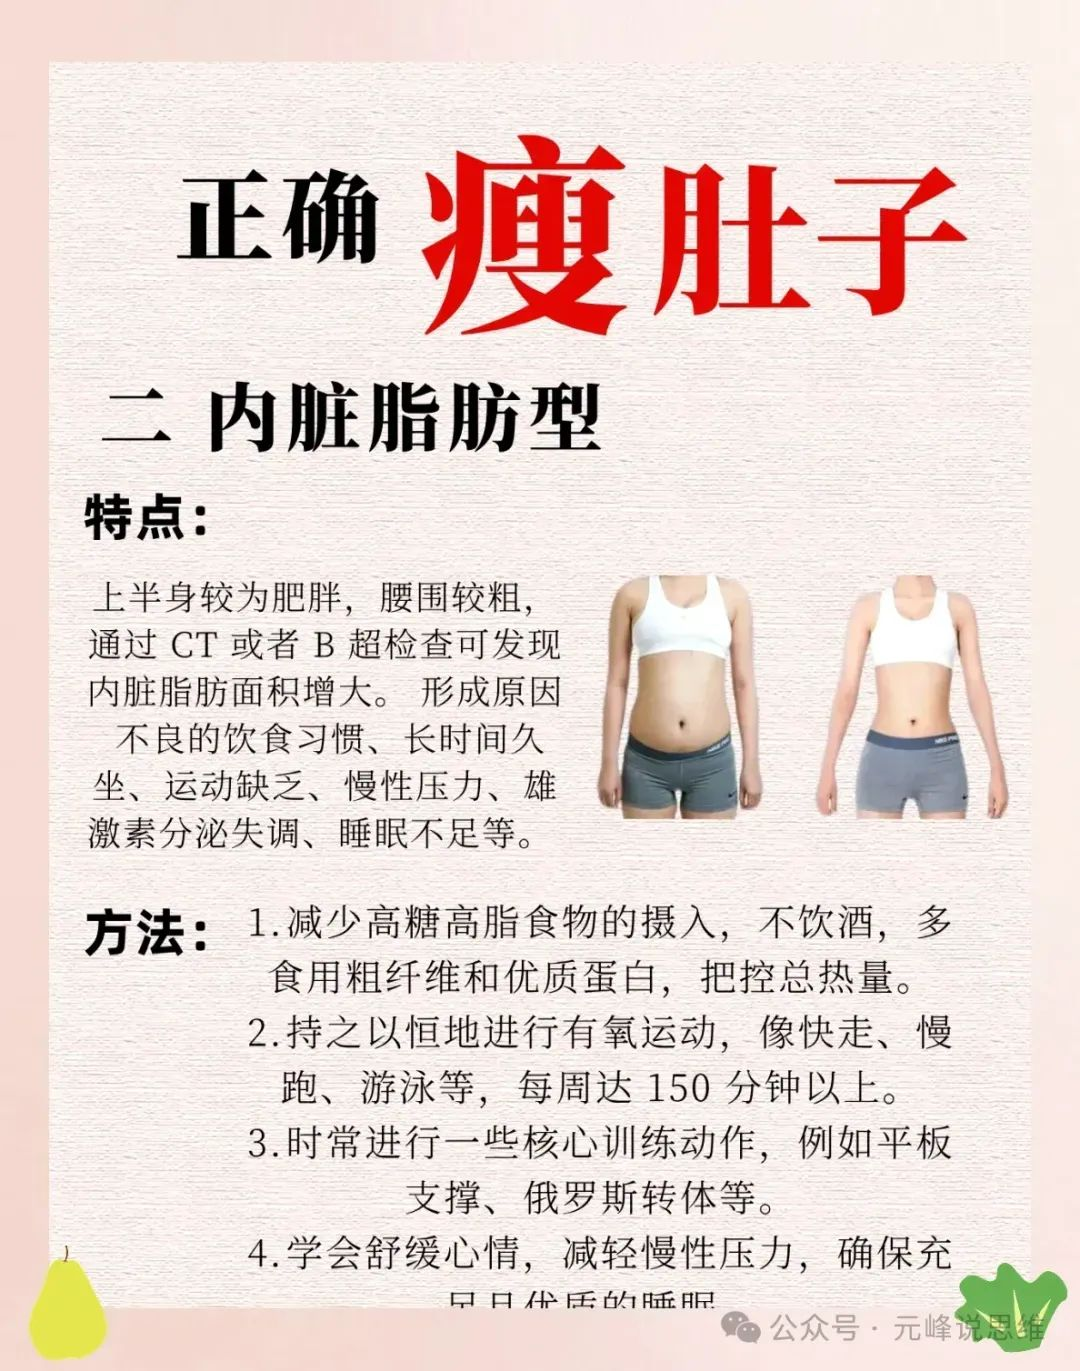 正确 瘦肚子
二 内脏脂肪型
特点：
上半身较为肥胖，腰围较粗，
通过 CT 或者 B 超检查可发现
内脏脂肪面积增大。 形成原因
不良的饮食习惯、长时间久
坐、运动缺乏、慢性压力、雄
激素分泌失调、睡眠不足等。
方法：
1.减少高糖高脂食物的摄入，不饮酒，多
食用粗纤维和优质蛋白，把控总热量。
2.持之以恒地进行有氧运动，像快走、慢
跑、游泳等，每周达 150 分钟以上。
3.时常进行一些核心训练动作，例如平板
支撑、俄罗斯转体等。
4.学会舒缓心情，减轻慢性压力，确保充
足且优质的睡眠
公众号 · 元峰说思维